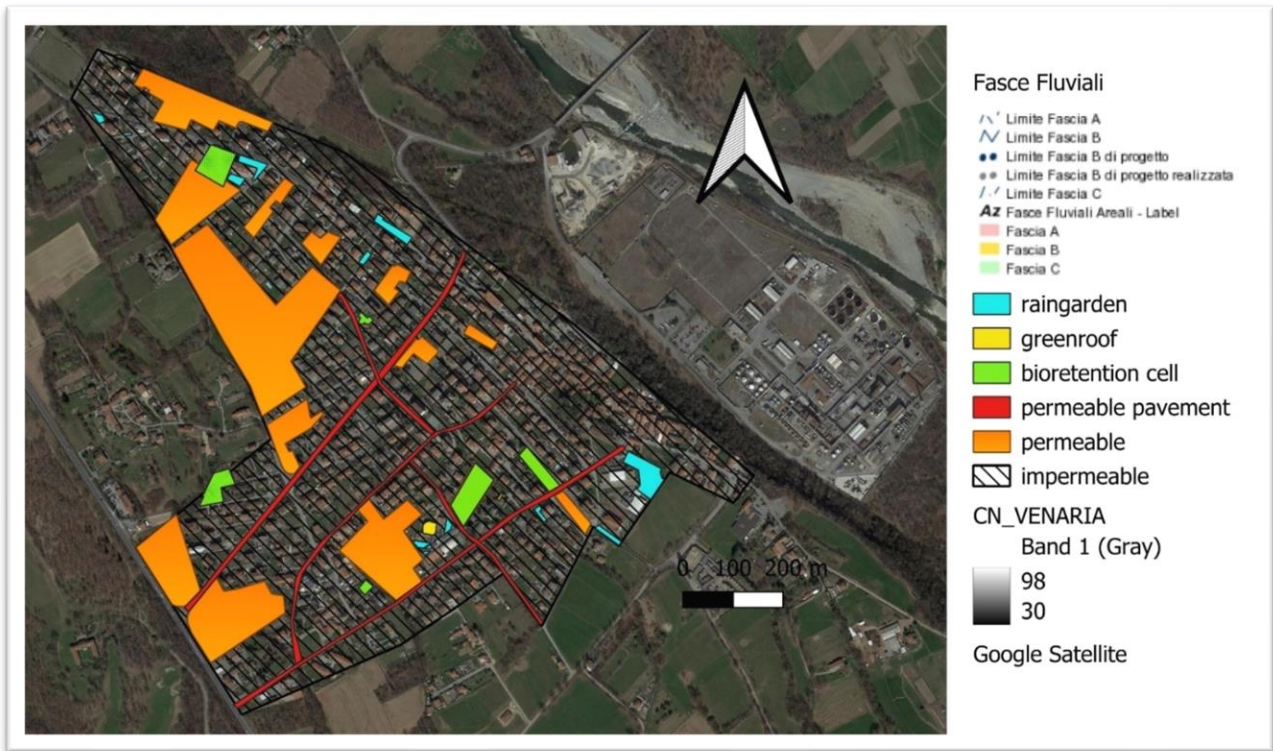 Fasce Fluviali
Limite Fascia A
Limite Fascia B
Limite Fascia B di progetto
Limite Fascia B di progetto realizzata
Limite Fascia C
Az Fasce Fluviali Areali - Label
Fascia A
Fascia B
Fascia C
raingarden
greenroof
bioretention cell
permeable pavement
permeable
impermeable
CN_VENARIA
Band 1 (Gray)
98
30
Google Satellite
0 100 200 m